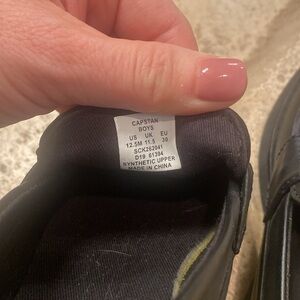 CAPSTAN
BOYS
US UK EU
12.5M 11.5 30
SCK262041
D19 61394
SYNTHETIC UPPER
MADE IN CHINA